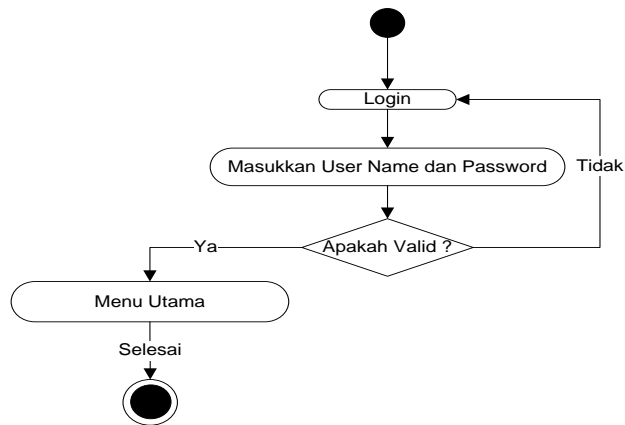 Login
Masukkan User Name dan Password
Tidak
Apakah Valid ?
Ya
Menu Utama
Selesai